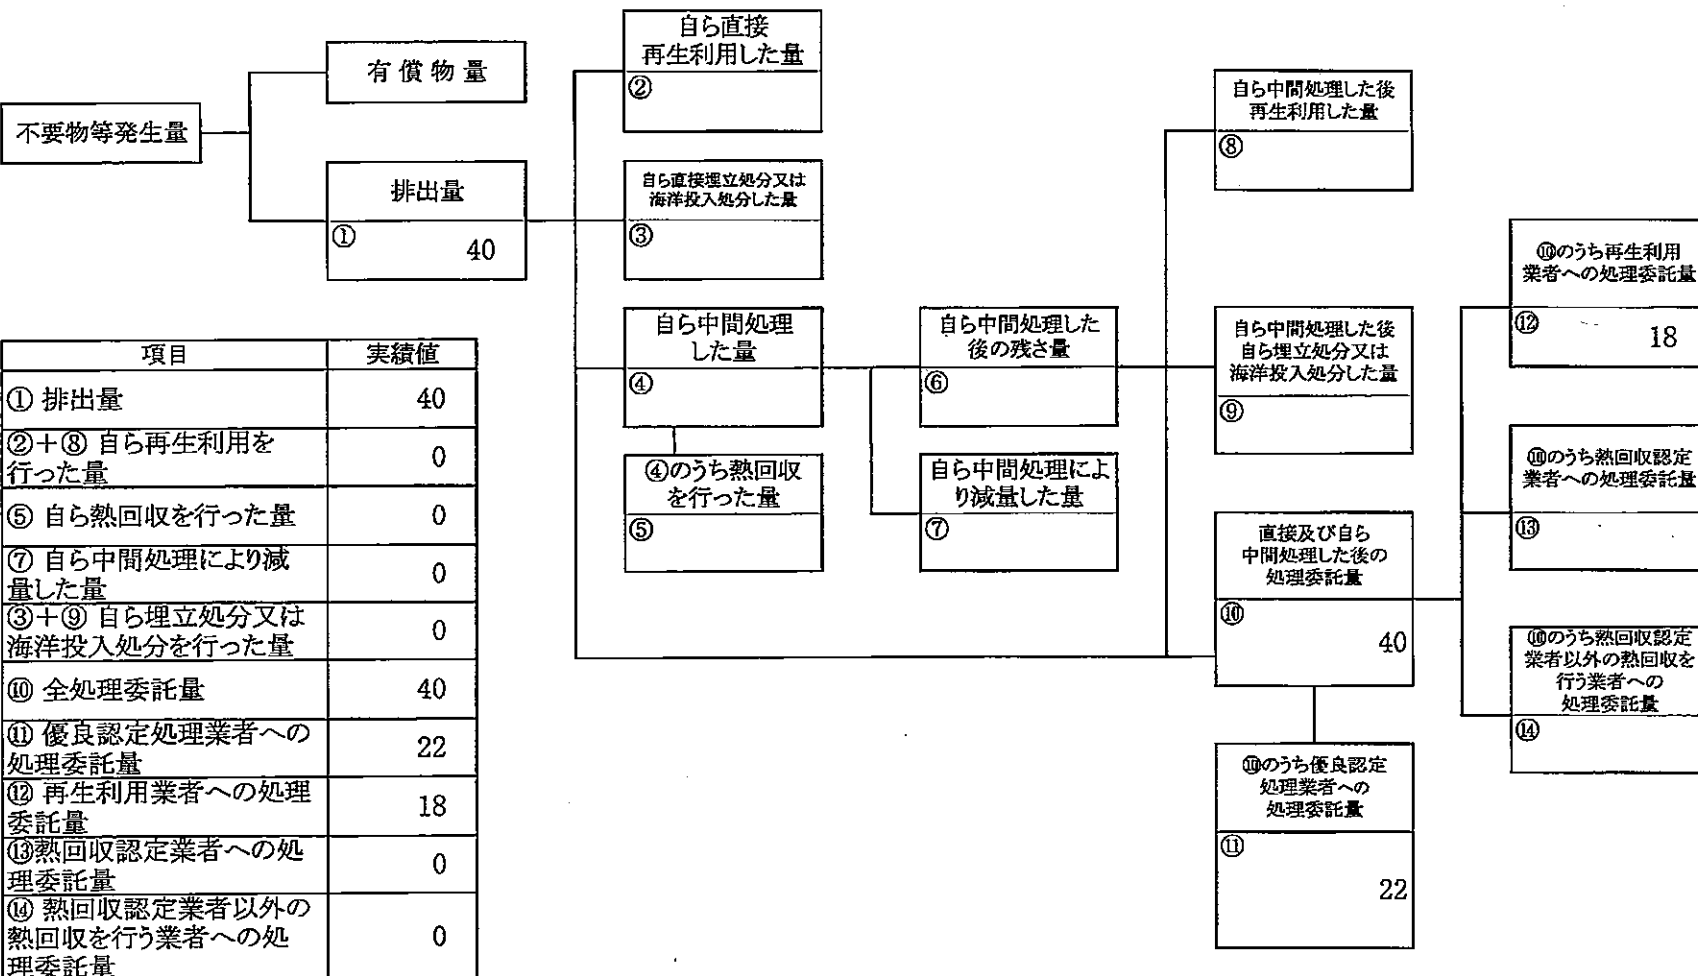 不要物等発生量
有償物量
排出量
①
40
自ら直接
再生利用した量
②
自ら直接埋立処分又は
海洋投入処分した量
③
自ら中間処理
した量
④
④のうち熱回収
を行った量
⑤
自ら中間処理した
後の残さ量
⑥
自ら中間処理によ
り減量した量
⑦
自ら中間処理した後
再生利用した量
⑧
自ら中間処理した後
自ら埋立処分又は
海洋投入処分した量
⑨
直接及び自ら
中間処理した後の
処理委託量
⑩
40
⑩のうち優良認定
処理業者への
処理委託量
⑪
22
⑩のうち再生利用
業者への処理委託量
⑫
18
⑩のうち熱回収認定
業者への処理委託量
⑬
⑩のうち熱回収認定
業者以外の熱回収を
行う業者への
処理委託量
⑭
項目 実績値
① 排出量 40
②+⑧ 自ら再生利用を
行った量 0
⑤ 自ら熱回収を行った量 0
⑦ 自ら中間処理により減
量した量 0
③+⑨ 自ら埋立処分又は
海洋投入処分を行った量 0
⑩ 全処理委託量 40
⑪ 優良認定処理業者への
処理委託量 22
⑫ 再生利用業者への処理
委託量 18
⑬熱回収認定業者への処
理委託量 0
⑭ 熱回収認定業者以外の
熱回収を行う業者への処
理委託量 0